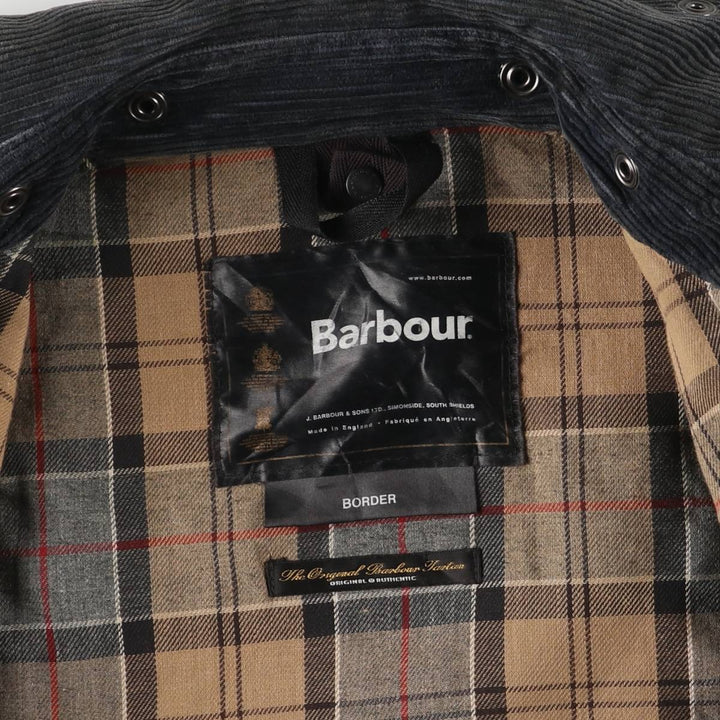 www.barbour.com
Barbour
J. BARBOUR & SONS LTD., SIMONSIDE, SOUTH SHIELDS
Made in England • Fabriqué en Angleterre
BORDER
The Original Barbour Tartan
ORIGINAL & AUTHENTIC